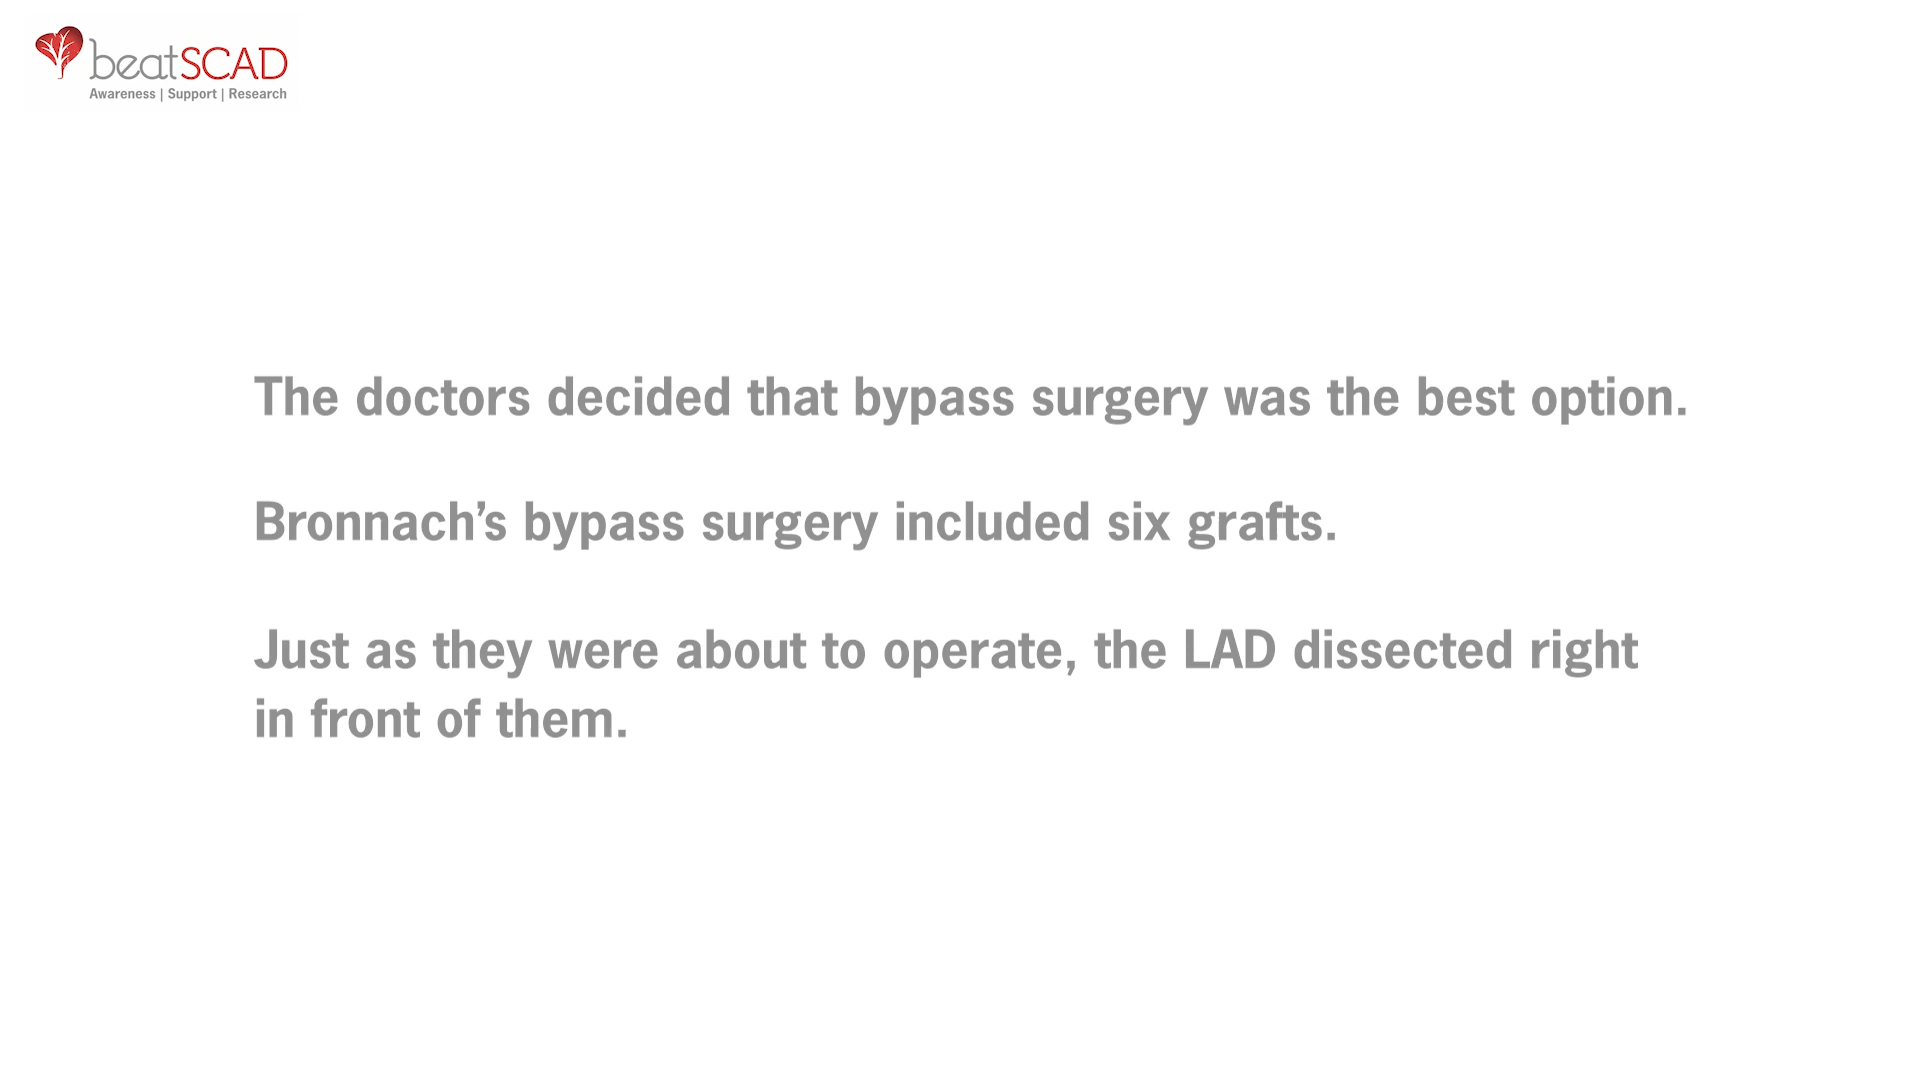 beatSCAD
Awareness | Support | Research
The doctors decided that bypass surgery was the best option.
Bronnach’s bypass surgery included six grafts.
Just as they were about to operate, the LAD dissected right
in front of them.